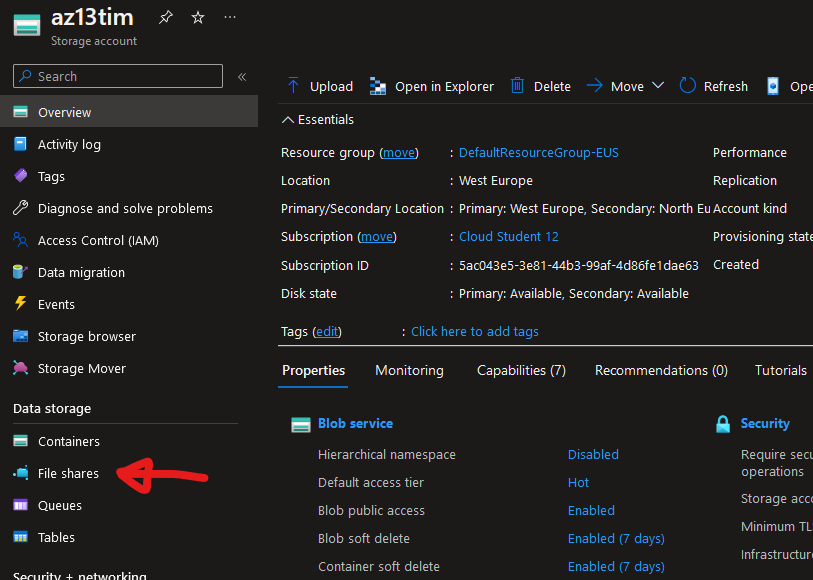 az13tim
Storage account
Search
Overview
Activity log
Tags
Diagnose and solve problems
Access Control (IAM)
Data migration
Events
Storage browser
Storage Mover
Data storage
Containers
File shares
Queues
Tables
Security + networking
Upload Open in Explorer Delete Move Refresh Ope
Essentials
Resource group (move) : DefaultResourceGroup-EUS Performance
Location : West Europe Replication
Primary/Secondary Location : Primary: West Europe, Secondary: North Eu Account kind
Subscription (move) : Cloud Student 12 Provisioning state
Subscription ID : 5ac043e5-3e81-44b3-99af-4d86fe1dae63 Created
Disk state : Primary: Available, Secondary: Available
Tags (edit) : Click here to add tags
Properties Monitoring Capabilities (7) Recommendations (0) Tutorials
Blob service
Hierarchical namespace Disabled
Default access tier Hot
Blob public access Enabled
Blob soft delete Enabled (7 days)
Container soft delete Enabled (7 days)
Security
Require secu
operations
Storage acco
Minimum TL
Infrastructur